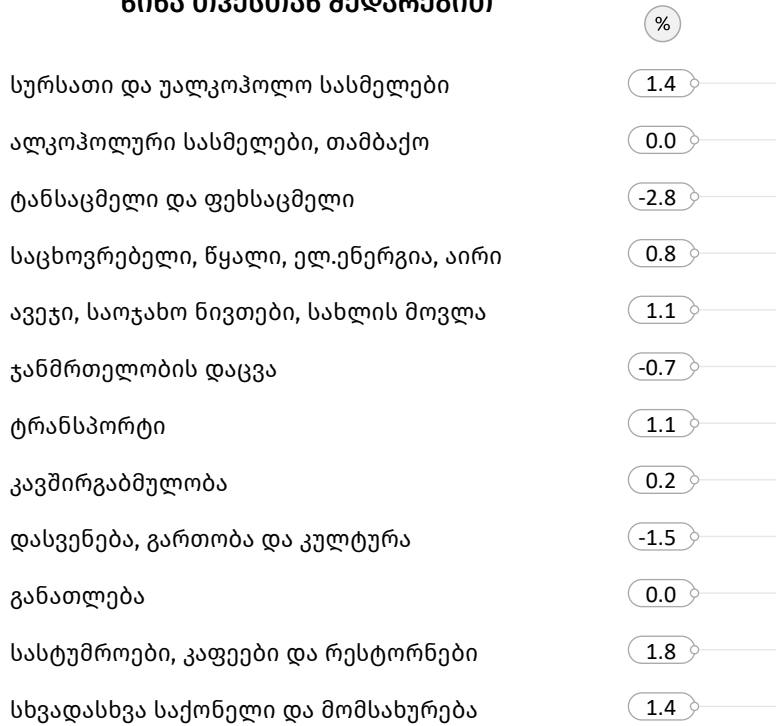 წინა თვესთან შედარებით
%
სურსათი და უალკოჰოლო სასმელები 1.4
ალკოჰოლური სასმელები, თამბაქო 0.0
ტანსაცმელი და ფეხსაცმელი -2.8
საცხოვრებელი, წყალი, ელ.ენერგია, აირი 0.8
ავეჯი, საოჯახო ნივთები, სახლის მოვლა 1.1
ჯანმრთელობის დაცვა -0.7
ტრანსპორტი 1.1
კავშირგაბმულობა 0.2
დასვენება, გართობა და კულტურა -1.5
განათლება 0.0
სასტუმროები, კაფეები და რესტორნები 1.8
სხვადასხვა საქონელი და მომსახურება 1.4